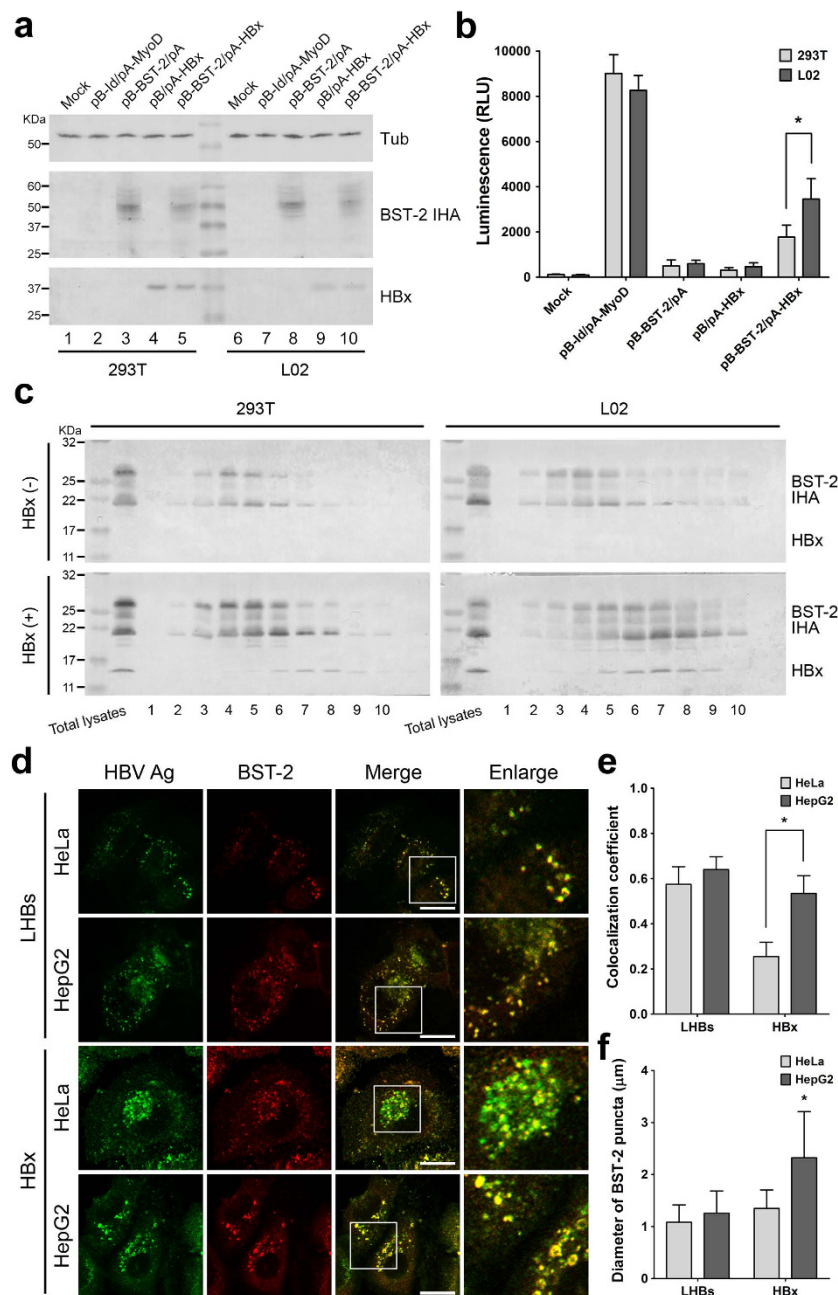 a
Mock
pB-Id/pA-MyoD
pB-BST-2/pA
pB/pA-HBx
pB-BST-2/pA-HBx
Mock
pB-Id/pA-MyoD
pB-BST-2/pA
pB/pA-HBx
pB-BST-2/pA-HBx
KDa
50
Tub
60
50
37
25
BST-2 IHA
37
25
HBx
1 2 3 4 5 6 7 8 9 10
293T L02
b
Luminescence (RLU)
10000
8000
6000
4000
2000
0
293T
L02
*
Mock
pB-Id/pA-MyoD
pB-BST-2/pA
pB/pA-HBx
pB-BST-2/pA-HBx
c
293T L02
KDa
HBx (-)
32
25
22
17
11
BST-2
IHA
HBx
HBx (+)
32
25
22
17
11
BST-2
IHA
HBx
Total lysates 1 2 3 4 5 6 7 8 9 10 Total lysates 1 2 3 4 5 6 7 8 9 10
d
HBV Ag BST-2 Merge Enlarge
LHBs
HeLa
HepG2
HBx
HeLa
HepG2
e
Colocalization coefficient
1.0
0.8
0.6
0.4
0.2
0.0
HeLa
HepG2
*
LHBs HBx
f
Diameter of BST-2 puncta (μm)
4
3
2
1
0
HeLa
HepG2
*
LHBs HBx